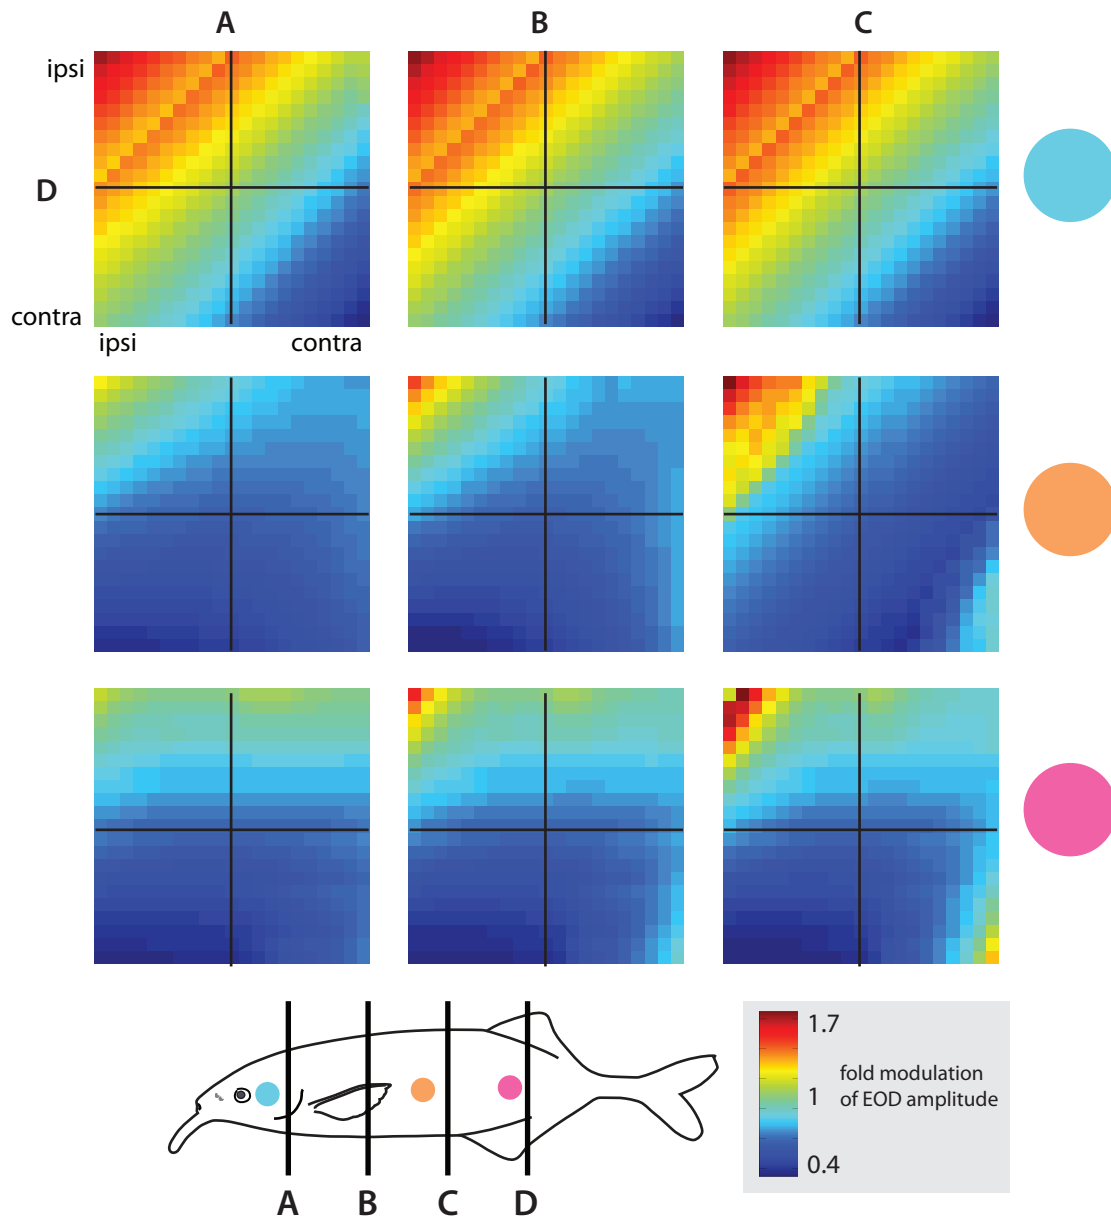 A B C
ipsi
D
contra
ipsi contra
1.7
fold modulation
1
of EOD amplitude
0.4
A B C D